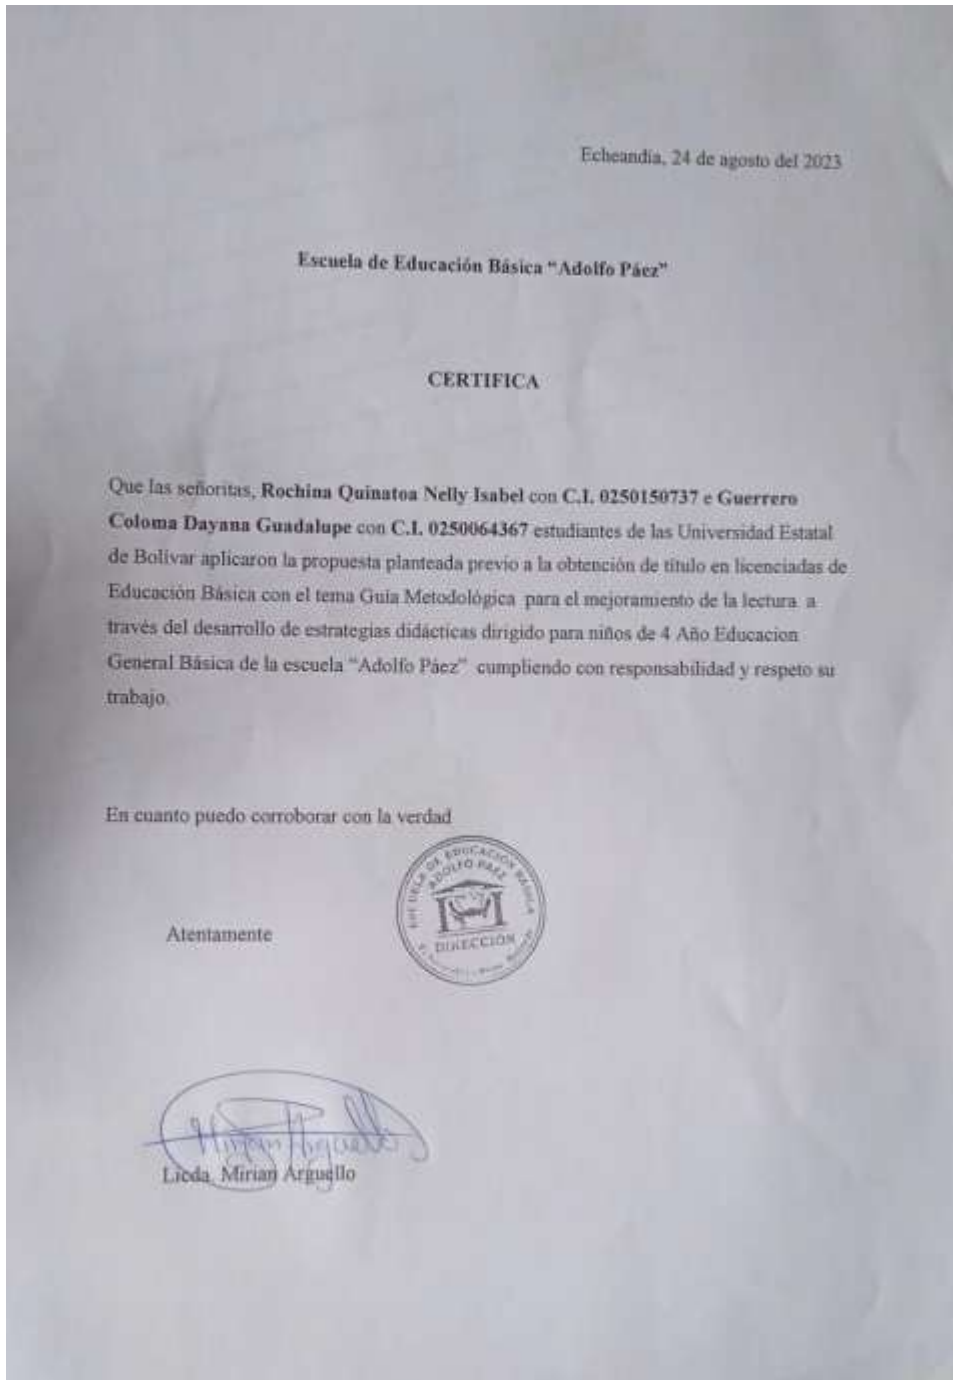 Echeandía, 24 de agosto del 2023
Escuela de Educación Básica “Adolfo Páez”
CERTIFICA
Que las señoritas, Rochina Quinatoa Nelly Isabel con C.I. 0250150737 e Guerrero
Coloma Dayana Guadalupe con C.I. 0250064367 estudiantes de las Universidad Estatal
de Bolívar aplicaron la propuesta planteada previo a la obtención de título en licenciadas de
Educación Básica con el tema Guía Metodológica para el mejoramiento de la lectura a
través del desarrollo de estrategias didácticas dirigido para niños de 4 Año Educacion
General Básica de la escuela “Adolfo Páez” cumpliendo con responsabilidad y respeto su
trabajo.
En cuanto puedo corroborar con la verdad
ESCUELA DE EDUCACIÓN BÁSICA
ADOLFO PAEZ
DIRECCIÓN
Atentamente
Mirian Arguello
Licda. Mirian Arguello